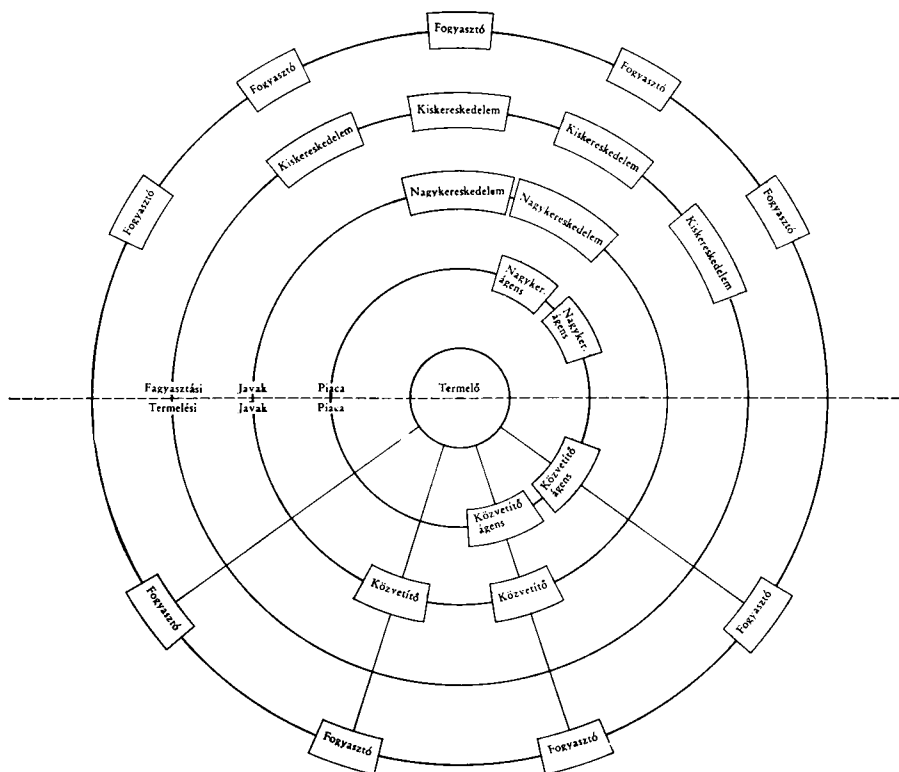 Fogyasztó
Fogyasztó
Fogyasztó
Kiskereskedelem
Kiskereskedelem
Kiskereskedelem
Nagykereskedelem
Nagykereskedelem
Fogyasztó
Fogyasztó
Kiskereskedelem
Nagyker.
ágens
Nagyker.
ágens
Fagyasztási Javak Piaca Termelő
Termelési Javak Piaca
Közvetítő
ágens
Közvetítő
ágens
Közvetítő
Közvetítő
Fogyasztó
Fogyasztó
Fogyasztó
Fogyasztó